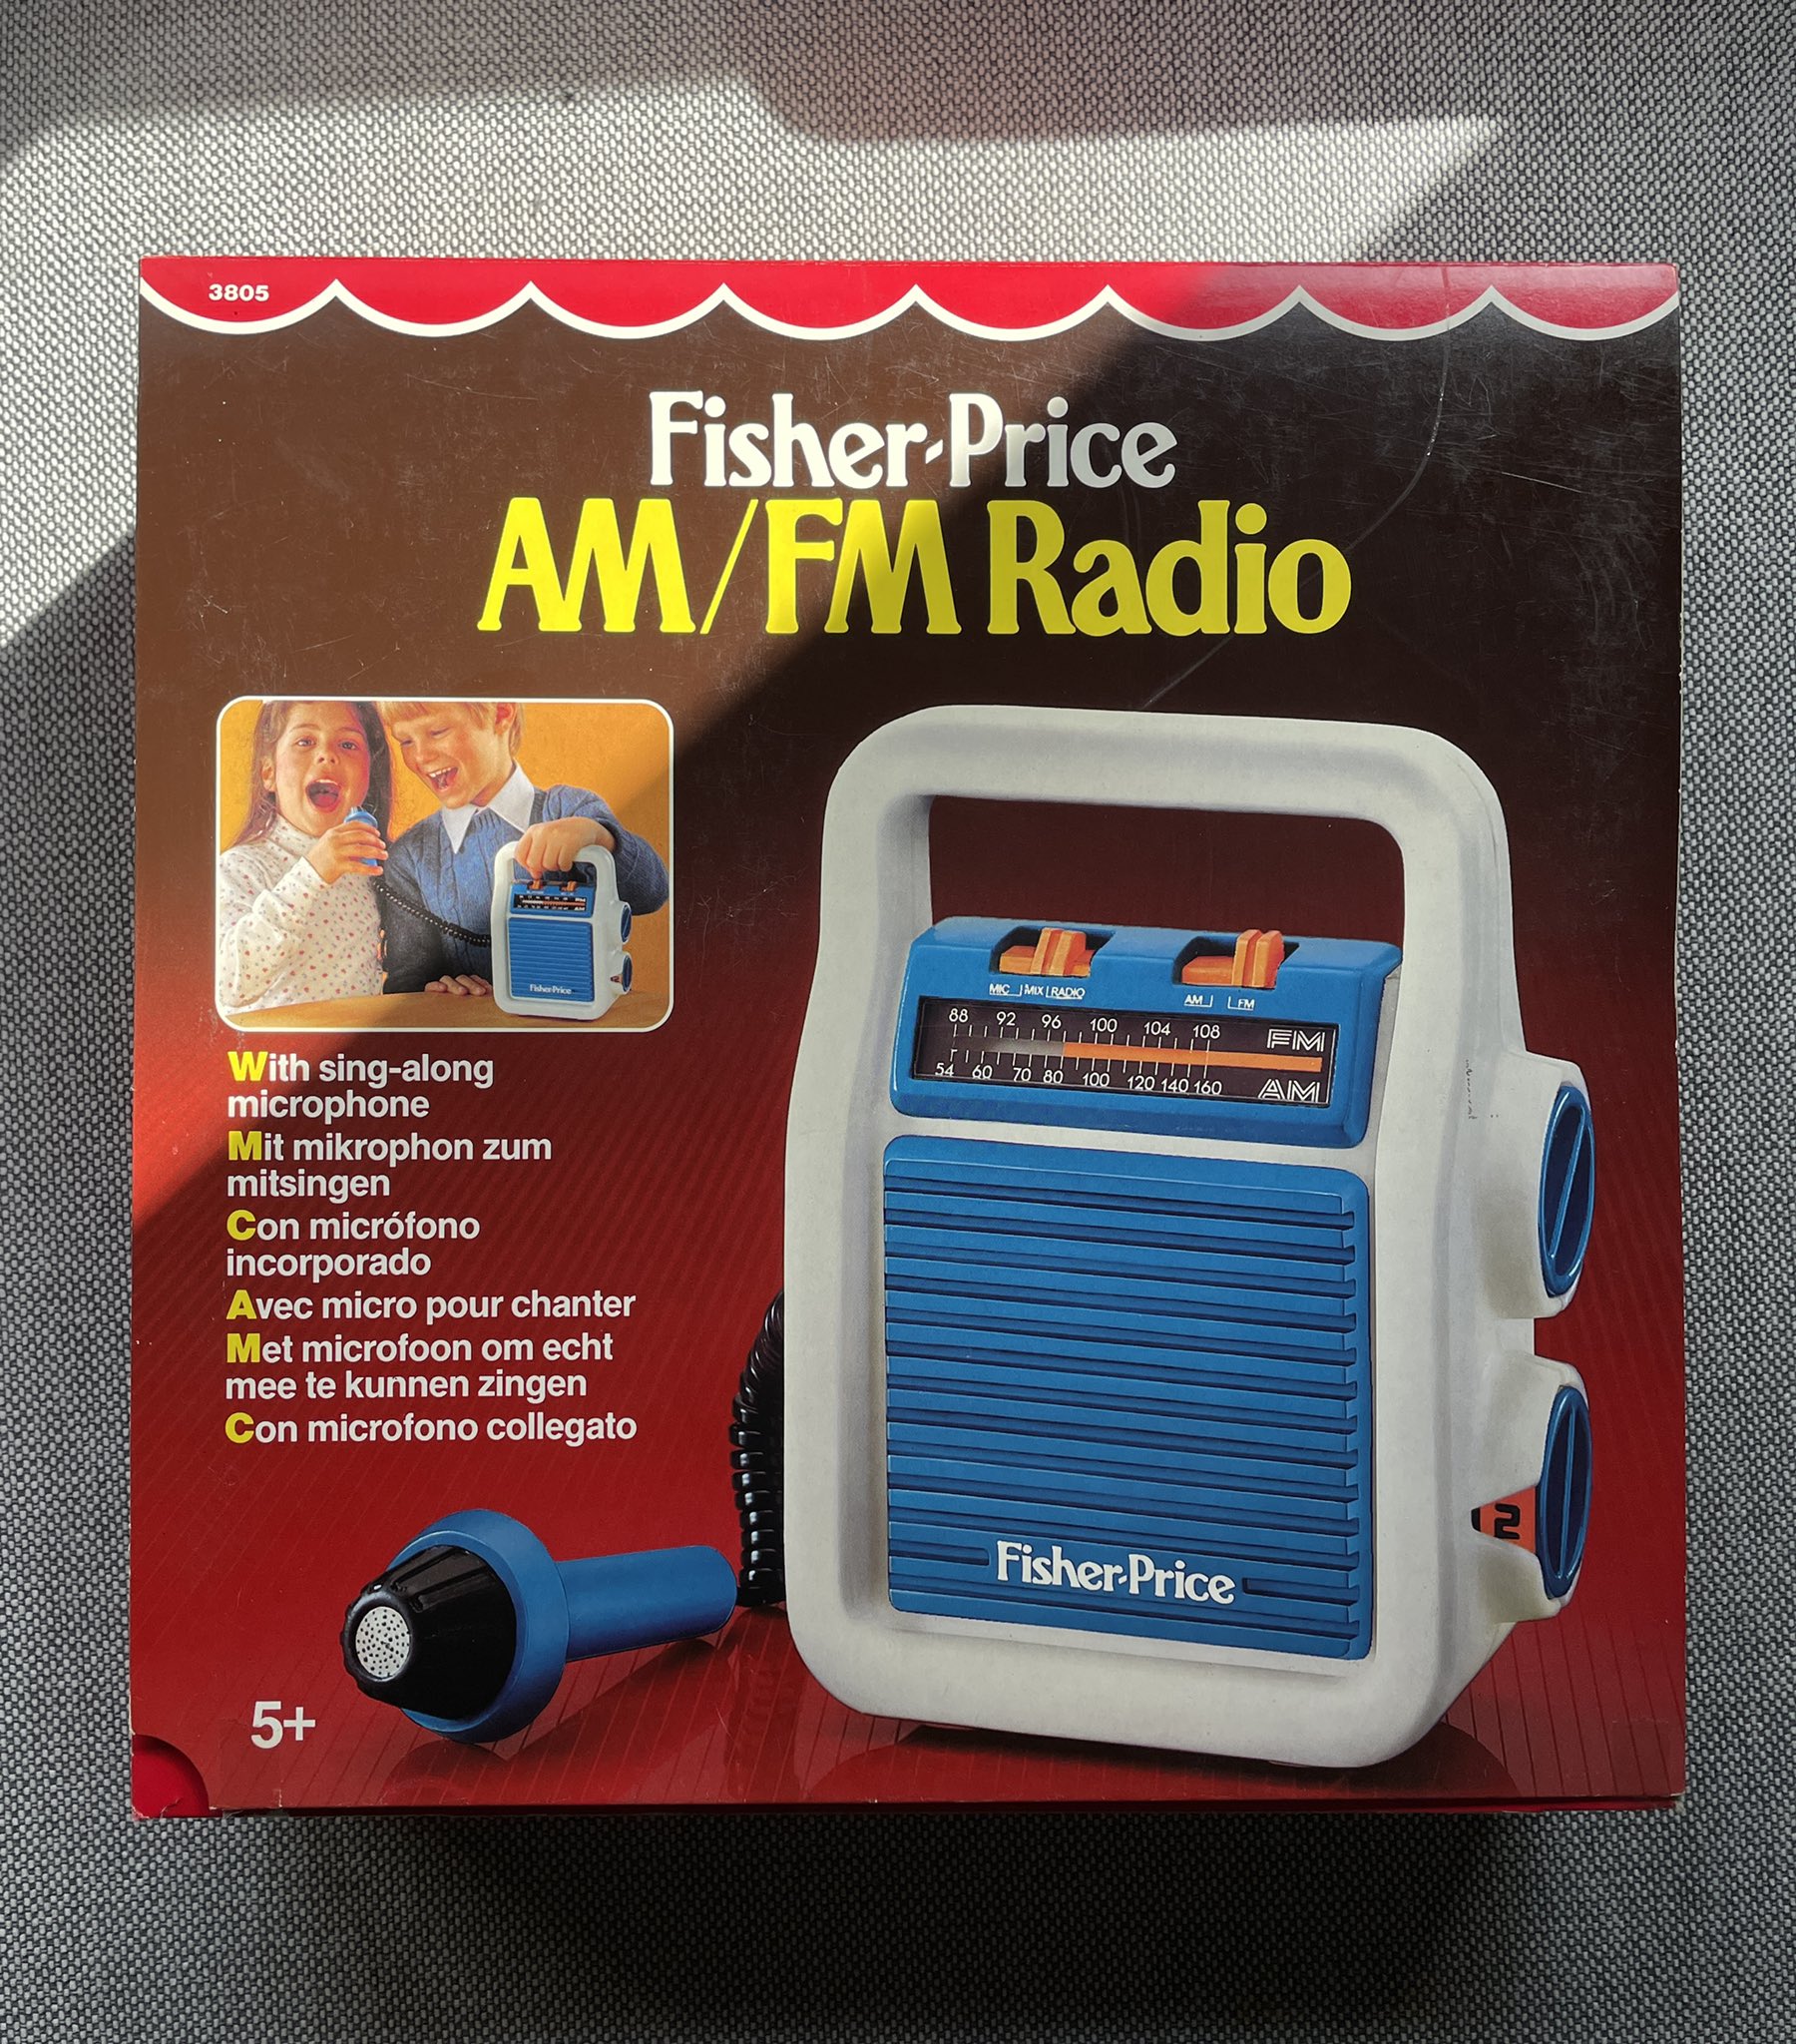 3805
Fisher-Price
AM/FM Radio
Fisher-Price
With sing-along
microphone
Mit mikrophon zum
mitsingen
Con micrófono
incorporado
Avec micro pour chanter
Met microfoon om echt
mee te kunnen zingen
Con microfono collegato
5+
MIC MIX RADIO
AM FM
88 92 96 100 104 108 FM
54 60 70 80 100 120 140 160 AM
2
Fisher-Price